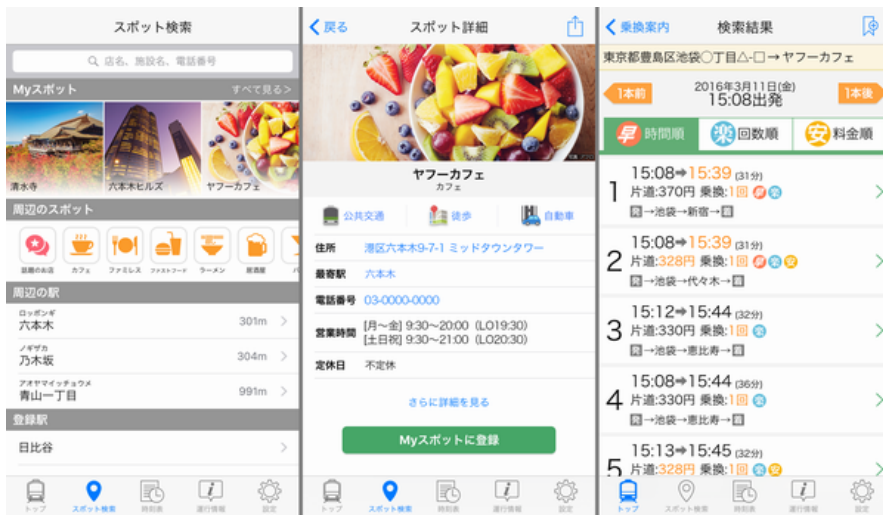 スポット検索
店名、施設名、電話番号
Myスポット
すべて見る>
清水寺
六本木ヒルズ
ヤフーカフェ
周辺のスポット
話題のお店
カフェ
ファミレス
ファストフード
ラーメン
居酒屋
周辺の駅
ロッポンギ
六本木
301m
ノギザカ
乃木坂
304m
アオヤマイッチョウメ
青山一丁目
991m
登録駅
日比谷
トップ
スポット検索
時刻表
運行情報
設定
戻る
スポット詳細
ヤフーカフェ
カフェ
公共交通
徒歩
自動車
住所
港区六本木9-7-1 ミッドタウンタワー
最寄駅
六本木
電話番号
03-0000-0000
営業時間
[月〜金] 9:30〜20:00（LO19:30)
[土日祝] 9:30〜21:00（LO20:30)
定休日
不定休
さらに詳細を見る
Myスポットに登録
トップ
スポット検索
時刻表
運行情報
設定
乗換案内
検索結果
東京都豊島区池袋○丁目△-□→ヤフーカフェ
1本前
2016年3月11日(金)
15:08出発
1本後
早 時間順
楽 回数順
安 料金順
1
15:08➡15:39 (31分)
片道:370円 乗換:1回 早 楽
発→池袋→新宿→着
2
15:08➡15:39 (31分)
片道:328円 乗換:1回 早 楽 安
発→池袋→代々木→着
3
15:12➡15:44 (32分)
片道:330円 乗換:1回 楽
発→池袋→恵比寿→着
4
15:08➡15:44 (36分)
片道:330円 乗換:1回 楽
発→池袋→恵比寿→着
5
15:13➡15:45 (32分)
片道:328円 乗換:1回 楽 安
トップ
スポット検索
時刻表
運行情報
設定